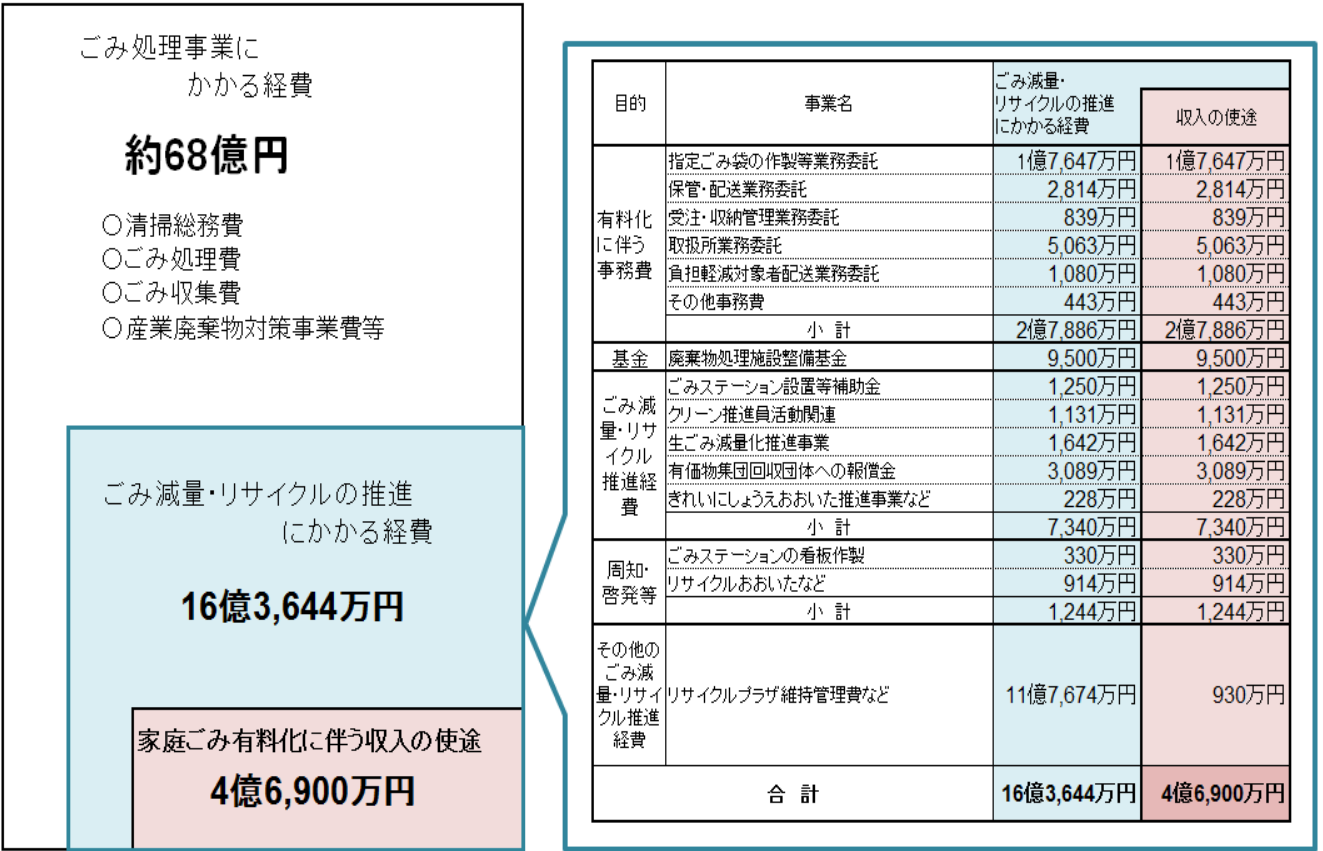 ごみ処理事業に
かかる経費
約68億円
○清掃総務費
○ごみ処理費
○ごみ収集費
○産業廃棄物対策事業費等
ごみ減量・リサイクルの推進
にかかる経費
16億3,644万円
家庭ごみ有料化に伴う収入の使途
4億6,900万円
目的 事業名 ごみ減量・
リサイクルの推進
にかかる経費
収入の使途
有料化
に伴う
事務費
指定ごみ袋の作製等業務委託 1億7,647万円 1億7,647万円
保管・配送業務委託 2,814万円 2,814万円
受注・収納管理業務委託 839万円 839万円
取扱所業務委託 5,063万円 5,063万円
負担軽減対象者配送業務委託 1,080万円 1,080万円
その他事務費 443万円 443万円
小 計 2億7,886万円 2億7,886万円
基金 廃棄物処理施設整備基金 9,500万円 9,500万円
ごみ減
量・リサ
イクル
推進経
費
ごみステーション設置等補助金 1,250万円 1,250万円
クリーン推進員活動関連 1,131万円 1,131万円
生ごみ減量化推進事業 1,642万円 1,642万円
有価物集団回収団体への報償金 3,089万円 3,089万円
きれいにしょうえおおいた推進事業など 228万円 228万円
小 計 7,340万円 7,340万円
周知・
啓発等
ごみステーションの看板作製 330万円 330万円
リサイクルおおいたなど 914万円 914万円
小 計 1,244万円 1,244万円
その他の
ごみ減
量・リサイ
クル推進
経費
リサイクルプラザ維持管理費など 11億7,674万円 930万円
合 計 16億3,644万円 4億6,900万円